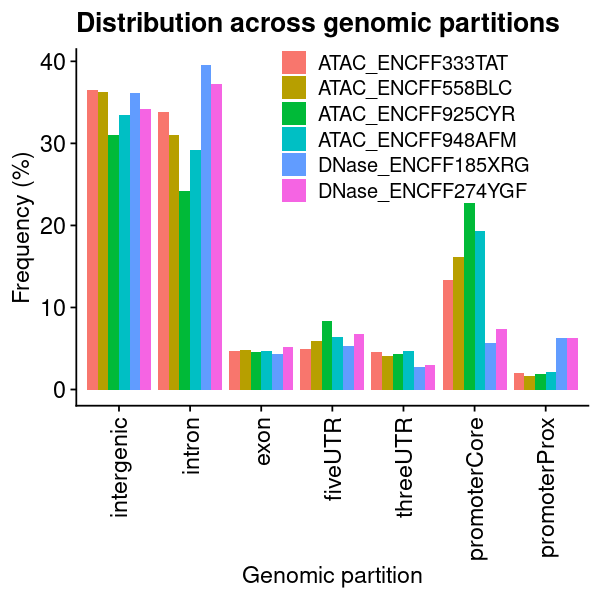 Distribution across genomic partitions
ATAC_ENCFF333TAT
ATAC_ENCFF558BLC
ATAC_ENCFF925CYR
ATAC_ENCFF948AFM
DNase_ENCFF185XRG
DNase_ENCFF274YGF
Frequency (%)
40
30
20
10
0
intergenic
intron
exon
fiveUTR
threeUTR
promoterCore
promoterProx
Genomic partition